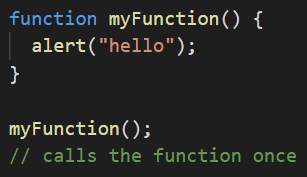 function myFunction() {
  alert("hello");
}

myFunction();
// calls the function once